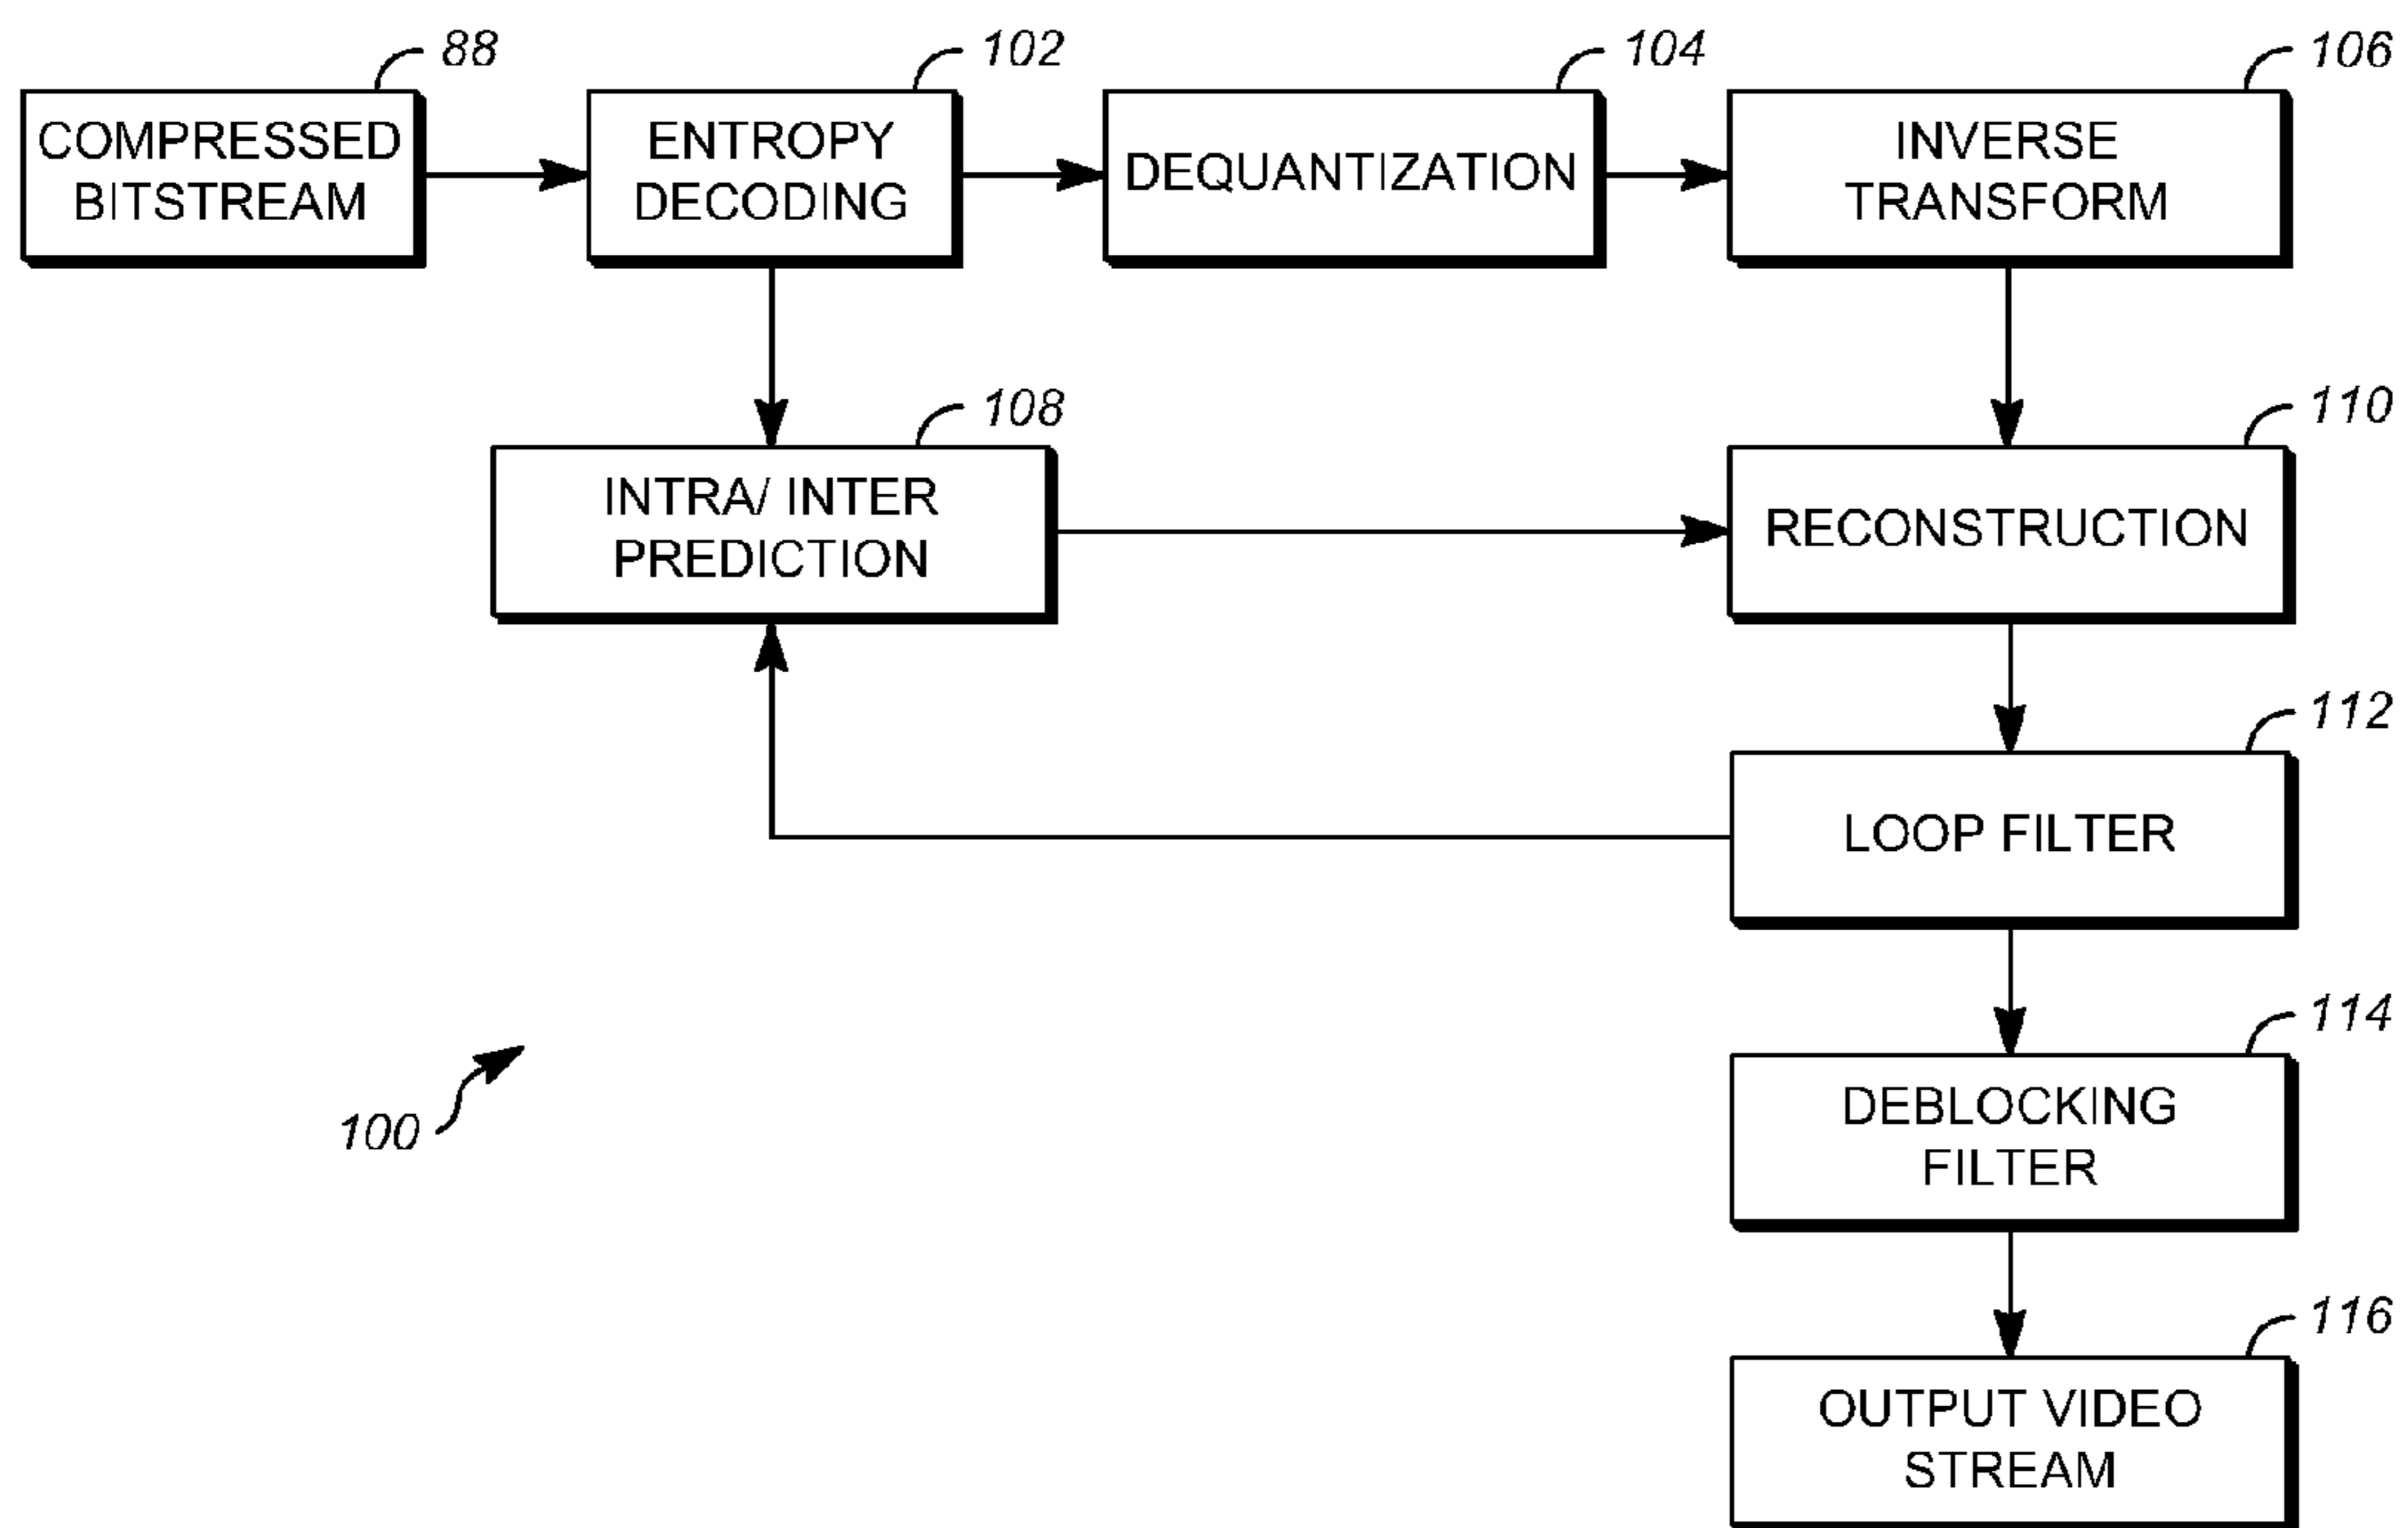 88
102
104
106
COMPRESSED
BITSTREAM
ENTROPY
DECODING
DEQUANTIZATION
INVERSE
TRANSFORM
108
110
INTRA/ INTER
PREDICTION
RECONSTRUCTION
112
LOOP FILTER
114
100
DEBLOCKING
FILTER
116
OUTPUT VIDEO
STREAM